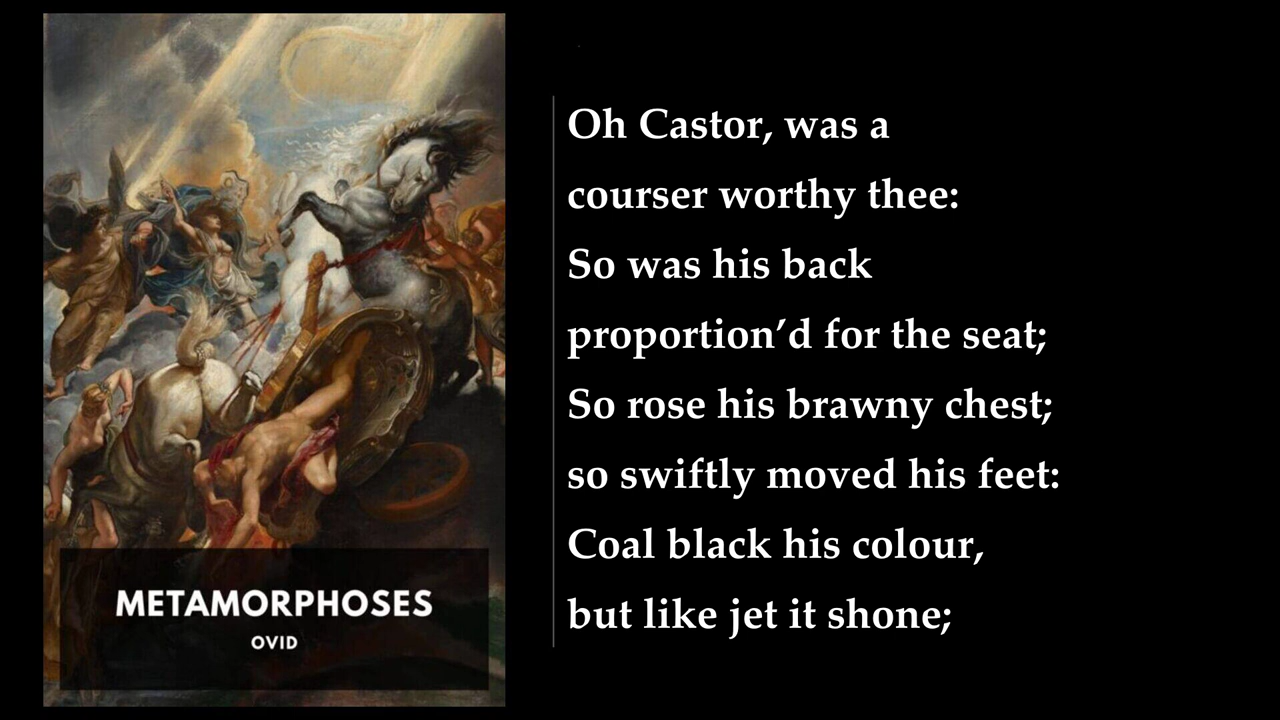 METAMORPHOSES
OVID
Oh Castor, was a
courser worthy thee:
So was his back
proportion’d for the seat;
So rose his brawny chest;
so swiftly moved his feet:
Coal black his colour,
but like jet it shone;